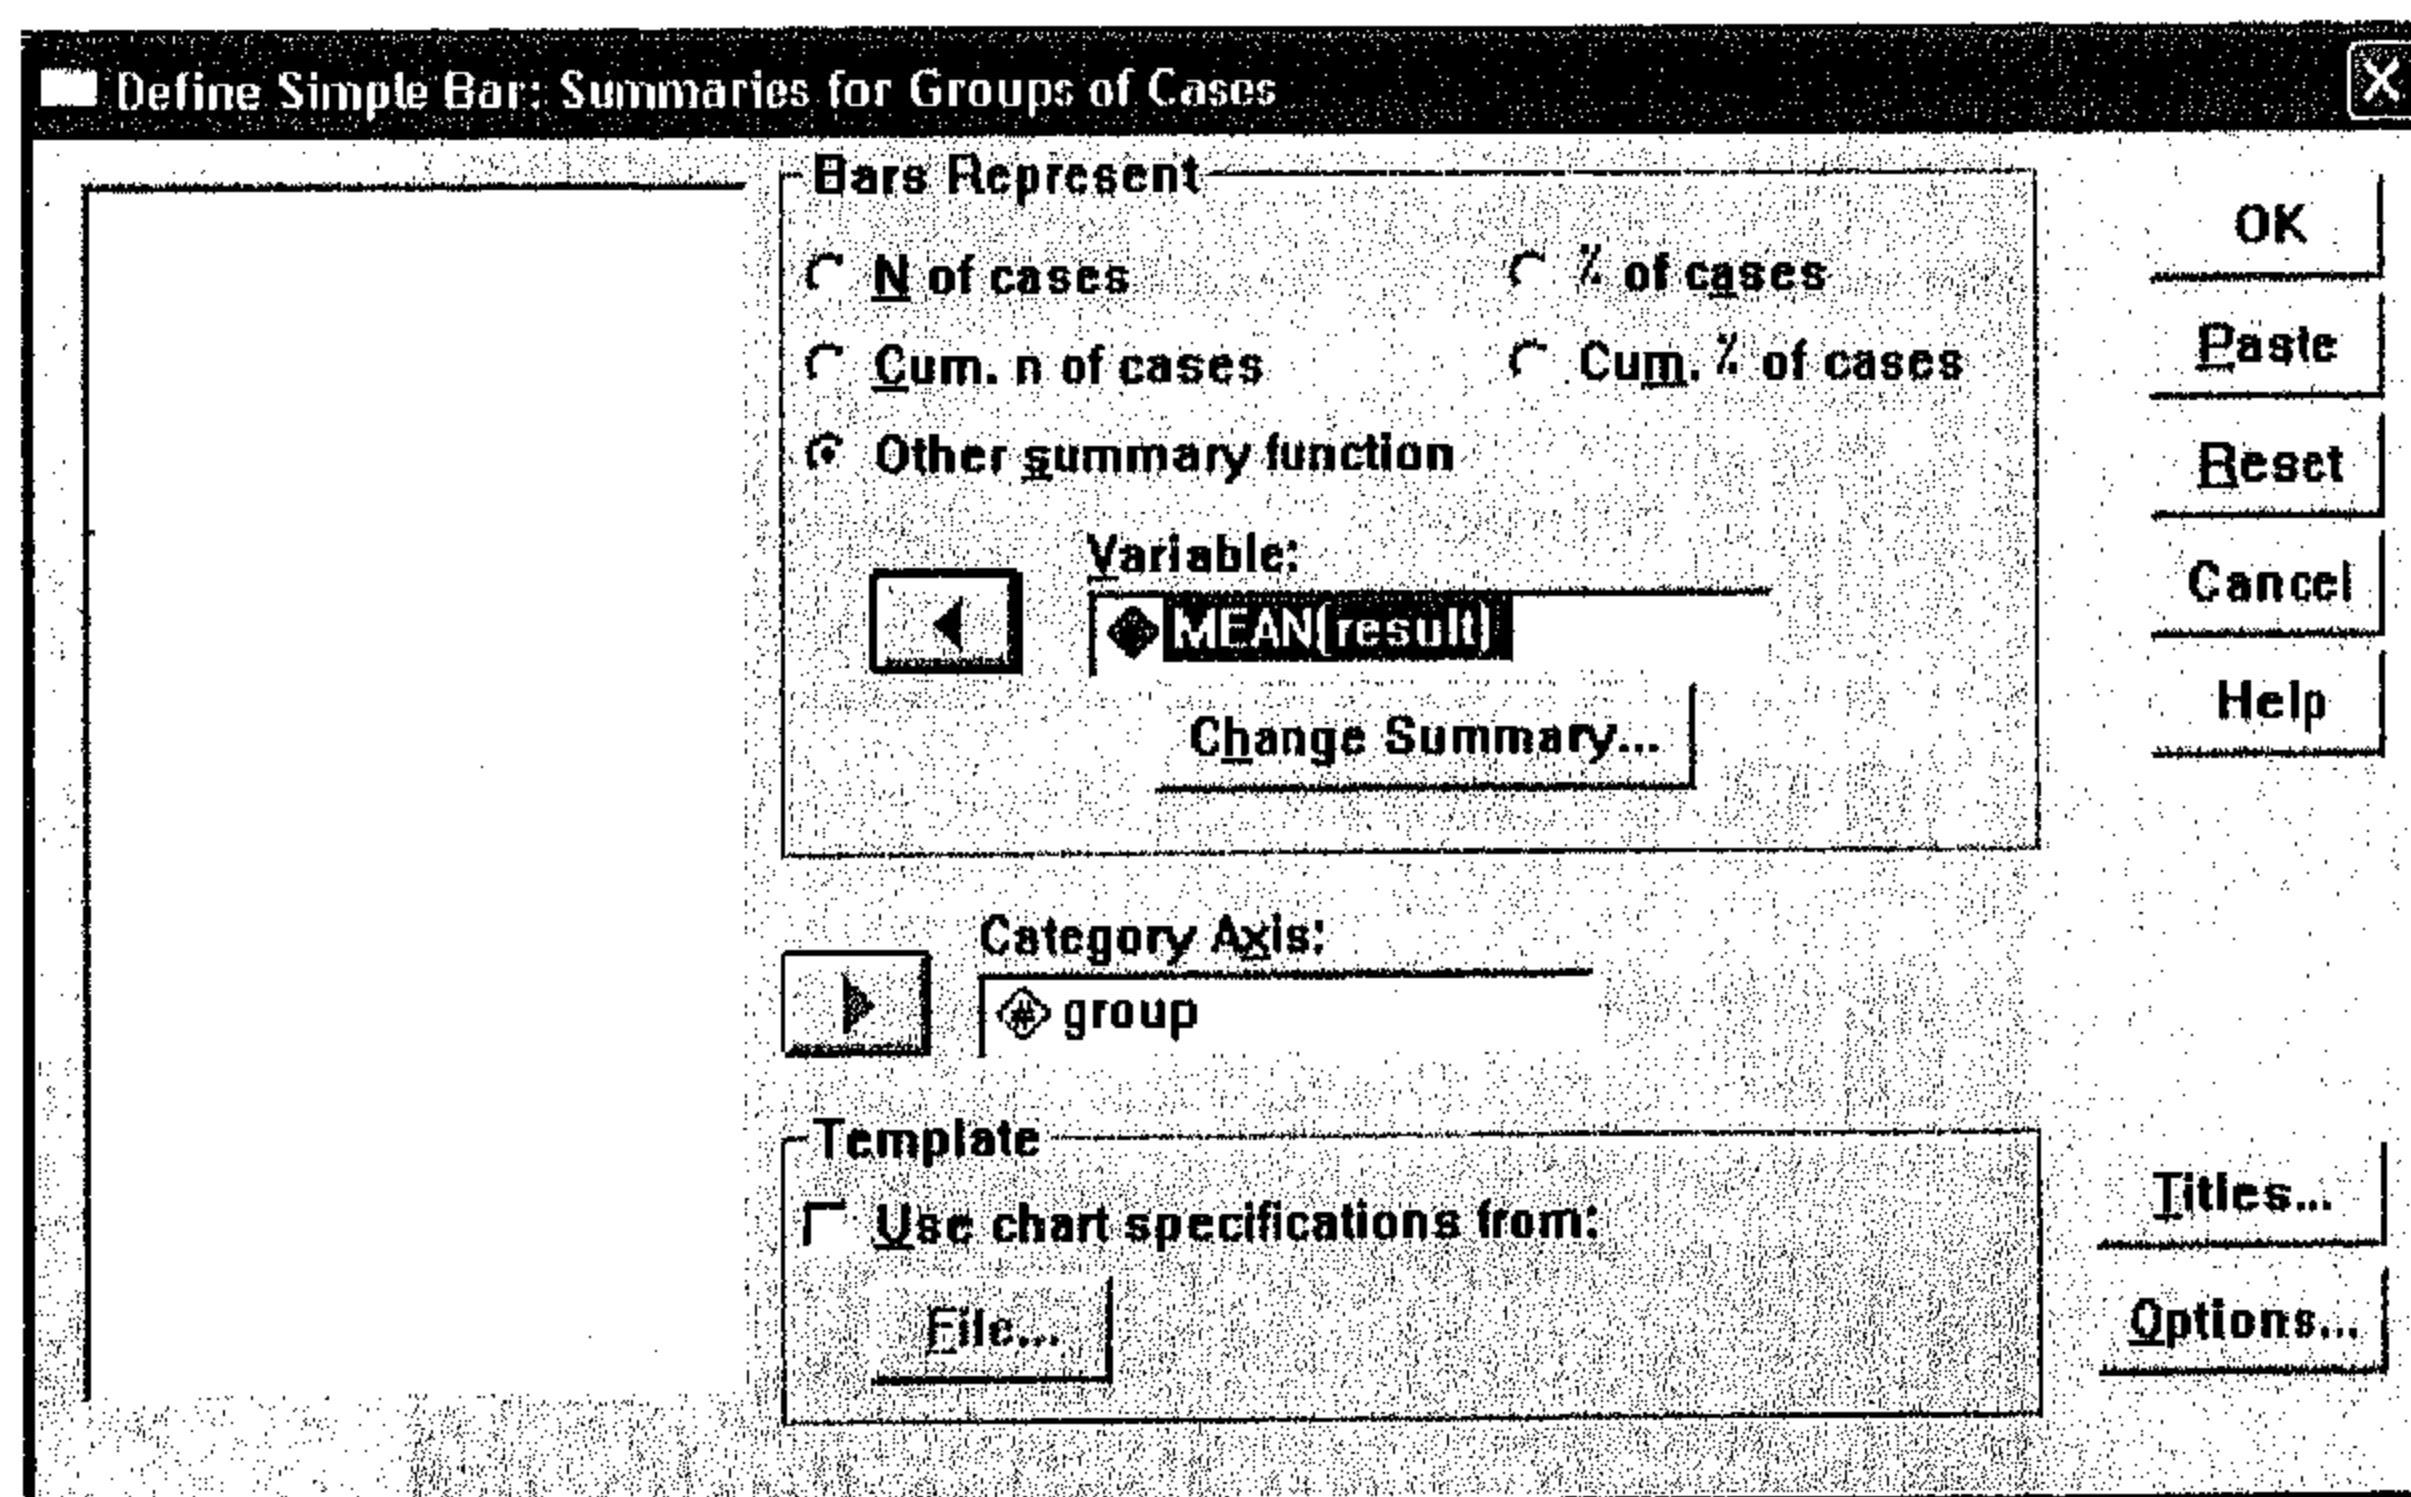 Define Simple Bar: Summaries for Groups of Cases
Bars Represent
N of cases
% of cases
Cum. n of cases
Cum. % of cases
Other summary function
Variable:
MEAN(result)
Change Summary...
Category Axis:
# group
Template
Use chart specifications from:
File...
OK
Paste
Reset
Cancel
Help
Titles...
Options...